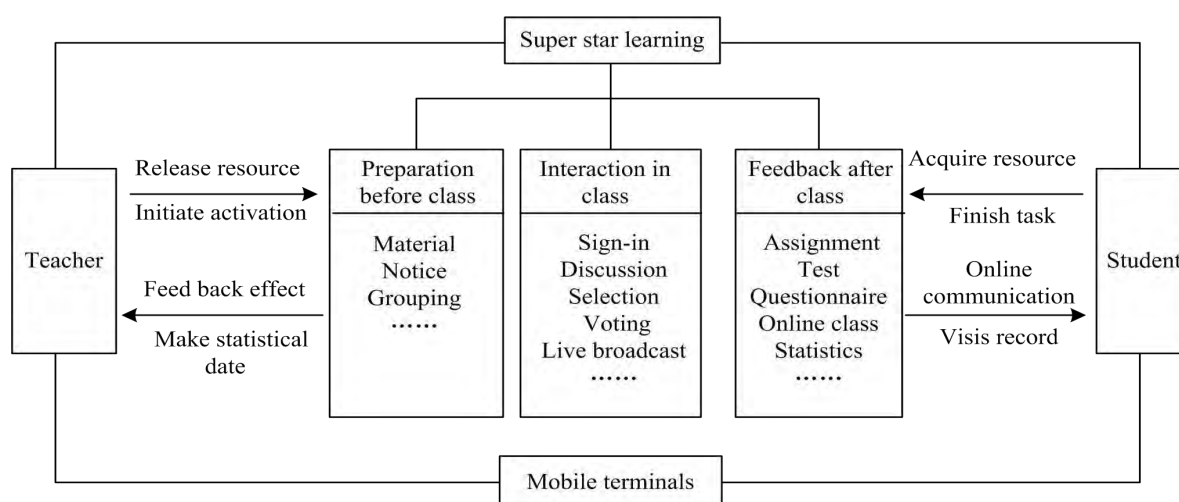 Super star learning
Teacher
Release resource
Initiate activation
Feed back effect
Make statistical
date
Preparation
before class
Material
Notice
Grouping
……
Interaction in
class
Sign-in
Discussion
Selection
Voting
Live broadcast
……
Feedback after
class
Assignment
Test
Questionnaire
Online class
Statistics
……
Acquire resource
Finish task
Online
communication
Visis record
Student
Mobile terminals